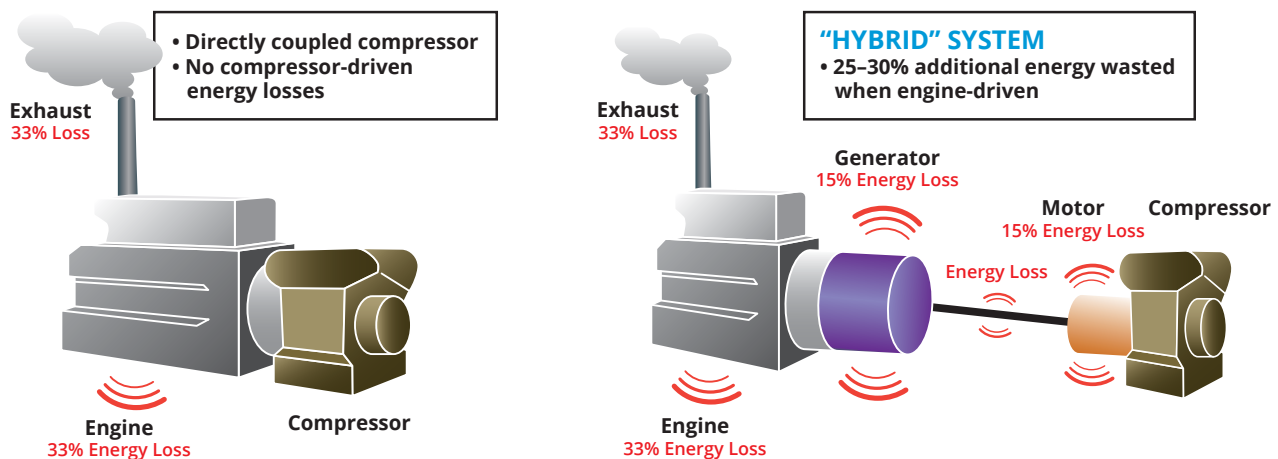 • Directly coupled compressor
• No compressor-driven
energy losses
Exhaust
33% Loss
Engine
33% Energy Loss
Compressor
“HYBRID” SYSTEM
• 25–30% additional energy wasted
when engine-driven
Exhaust
33% Loss
Generator
15% Energy Loss
Motor
15% Energy Loss
Compressor
Energy Loss
Engine
33% Energy Loss